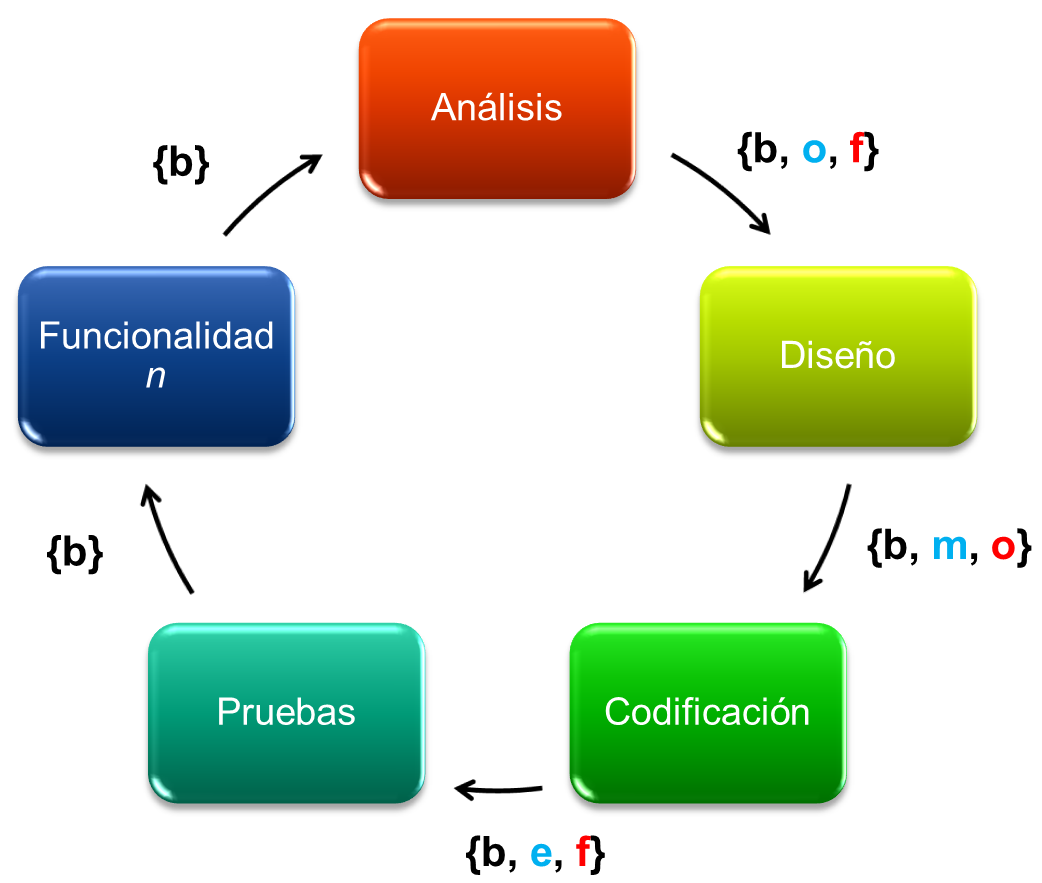 Análisis
{b}
{b, o, f}
Funcionalidad
n
Diseño
{b}
{b, m, o}
Pruebas
Codificación
{b, e, f}